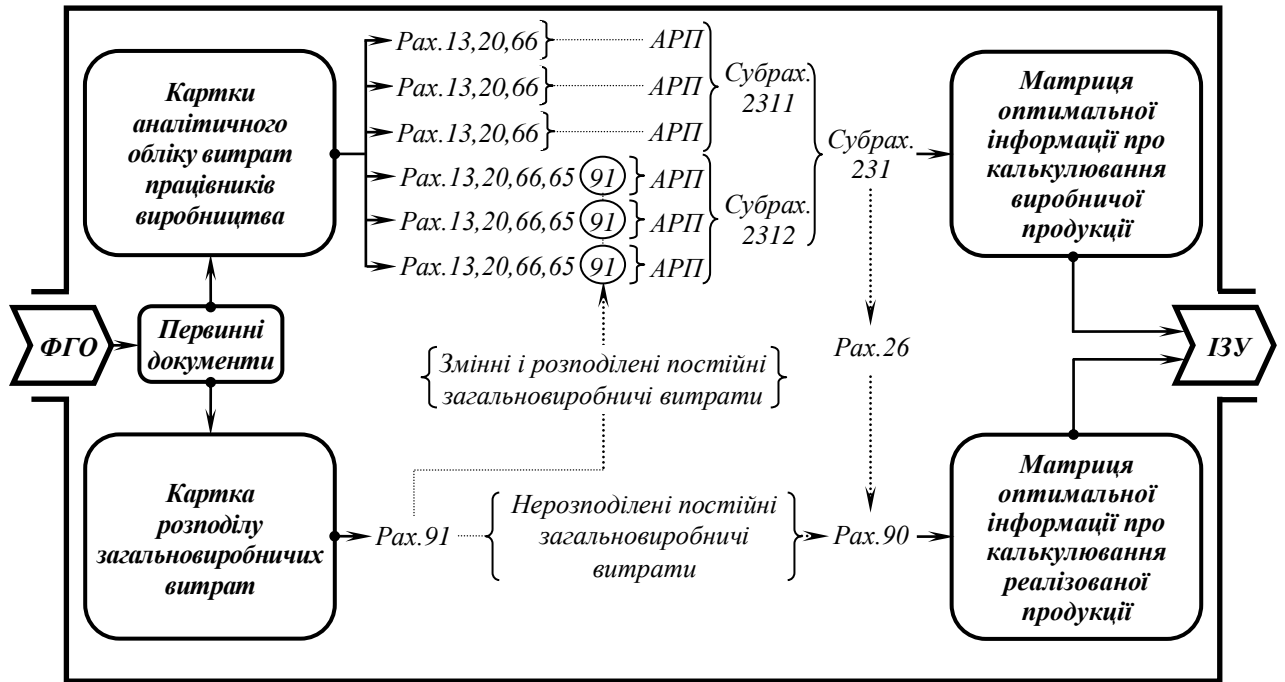 Картки
аналітичного
обліку витрат
працівників
виробництва
Рах.13,20,66 АРП
Рах.13,20,66 АРП
Рах.13,20,66 АРП
Субрах.
2311
Рах.13,20,66,65 91 АРП
Рах.13,20,66,65 91 АРП
Рах.13,20,66,65 91 АРП
Субрах.
2312
Субрах.
231
Матриця
оптимальної
інформації про
калькулювання
виробничої
продукції
ФГО
Первинні
документи
Змінні і розподілені постійні
загальновиробничі витрати
Рах.26
ІЗУ
Картка
розподілу
загальновиробничих
витрат
Рах.91
Нерозподілені постійні
загальновиробничі
витрати
Рах.90
Матриця
оптимальної
інформації про
калькулювання
реалізованої
продукції